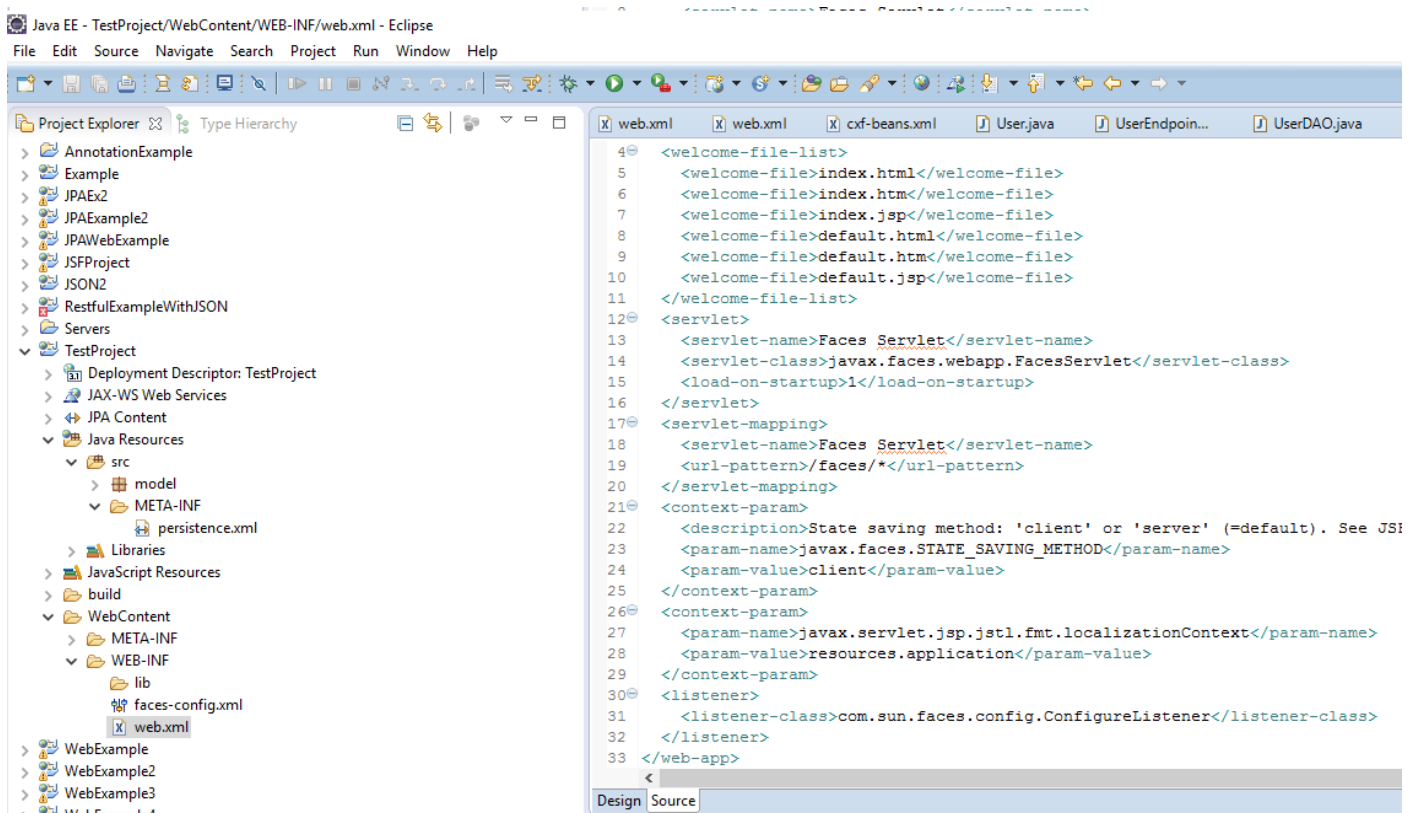 Java EE - TestProject/WebContent/WEB-INF/web.xml - Eclipse
File Edit Source Navigate Search Project Run Window Help
Project Explorer Type Hierarchy
AnnotationExample
Example
JPAEx2
JPAExample2
JPAWebExample
JSFProject
JSON2
RestfulExampleWithJSON
Servers
TestProject
Deployment Descriptor: TestProject
JAX-WS Web Services
JPA Content
Java Resources
src
model
META-INF
persistence.xml
Libraries
JavaScript Resources
build
WebContent
META-INF
WEB-INF
lib
faces-config.xml
web.xml
WebExample
WebExample2
WebExample3
web.xml web.xml cxf-beans.xml User.java UserEndpoin... UserDAO.java
4 <welcome-file-list>
5 <welcome-file>index.html</welcome-file>
6 <welcome-file>index.htm</welcome-file>
7 <welcome-file>index.jsp</welcome-file>
8 <welcome-file>default.html</welcome-file>
9 <welcome-file>default.htm</welcome-file>
10 <welcome-file>default.jsp</welcome-file>
11 </welcome-file-list>
12 <servlet>
13 <servlet-name>Faces Servlet</servlet-name>
14 <servlet-class>javax.faces.webapp.FacesServlet</servlet-class>
15 <load-on-startup>1</load-on-startup>
16 </servlet>
17 <servlet-mapping>
18 <servlet-name>Faces Servlet</servlet-name>
19 <url-pattern>/faces/*</url-pattern>
20 </servlet-mapping>
21 <context-param>
22 <description>State saving method: 'client' or 'server' (=default). See JSF
23 <param-name>javax.faces.STATE_SAVING_METHOD</param-name>
24 <param-value>client</param-value>
25 </context-param>
26 <context-param>
27 <param-name>javax.servlet.jsp.jstl.fmt.localizationContext</param-name>
28 <param-value>resources.application</param-value>
29 </context-param>
30 <listener>
31 <listener-class>com.sun.faces.config.ConfigureListener</listener-class>
32 </listener>
33 </web-app>
Design Source